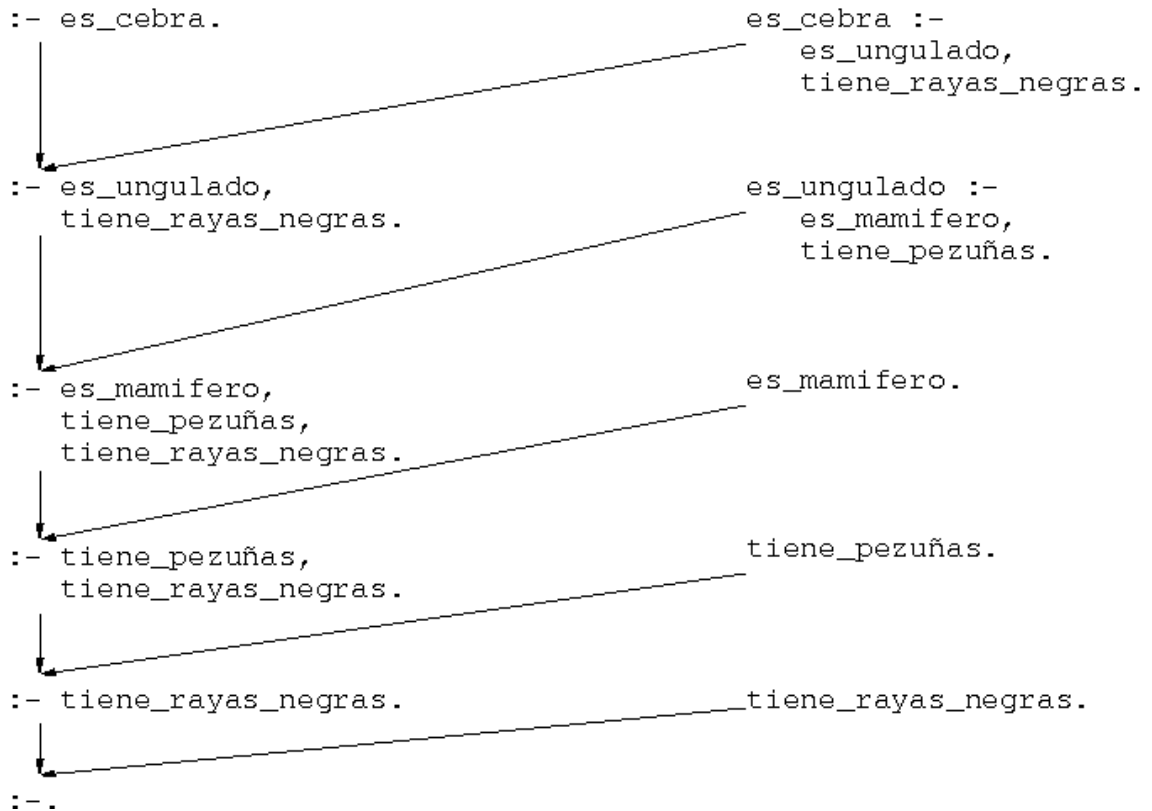 :- es_cebra.
es_cebra :-
es_ungulado,
tiene_rayas_negras.
:- es_ungulado,
tiene_rayas_negras.
es_ungulado :-
es_mamifero,
tiene_pezuñas.
:- es_mamifero,
tiene_pezuñas,
tiene_rayas_negras.
es_mamifero.
:- tiene_pezuñas,
tiene_rayas_negras.
tiene_pezuñas.
:- tiene_rayas_negras.
tiene_rayas_negras.
:-.